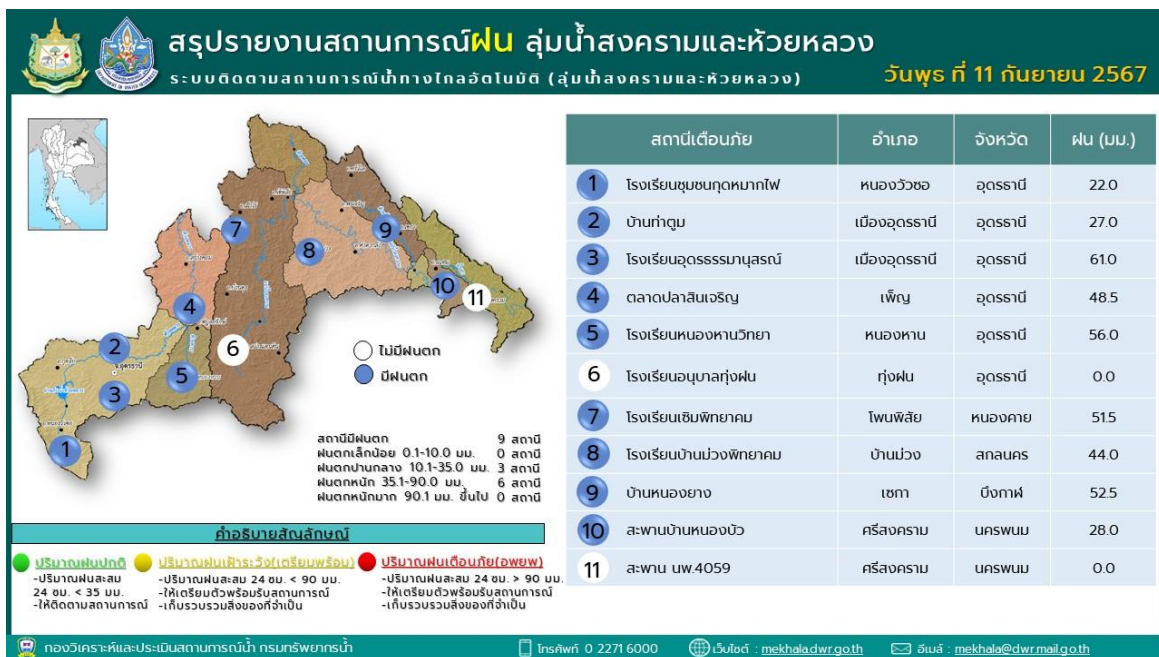 สรุปรายงานสถานการณ์ฝน ลุ่มน้ำสงครามและห้วยหลวง
ระบบติดตามสถานการณ์น้ำทางไกลอัตโนมัติ (ลุ่มน้ำสงครามและห้วยหลวง)
วันพุธ ที่ 11 กันยายน 2567
1
2
3
4
5
6
7
8
9
10
11
ไม่มีฝนตก
มีฝนตก
สถานีมีฝนตก 9 สถานี
ฝนตกเล็กน้อย 0.1-10.0 มม. 0 สถานี
ฝนตกปานกลาง 10.1-35.0 มม. 3 สถานี
ฝนตกหนัก 35.1-90.0 มม. 6 สถานี
ฝนตกหนักมาก 90.1 มม. ขึ้นไป 0 สถานี
คำอธิบายสัญลักษณ์
ปริมาณฝนปกติ
-ปริมาณฝนสะสม
24 ชม. < 35 มม.
-ให้ติดตามสถานการณ์
ปริมาณฝนเฝ้าระวัง(เตรียมพร้อม)
-ปริมาณฝนสะสม 24 ชม. < 90 มม.
-ให้เตรียมตัวพร้อมรับสถานการณ์
-เก็บรวบรวมสิ่งของที่จำเป็น
ปริมาณฝนเตือนภัย(อพยพ)
-ปริมาณฝนสะสม 24 ชม. > 90 มม.
-ให้เตรียมตัวพร้อมรับสถานการณ์
-เก็บรวบรวมสิ่งของที่จำเป็น
สถานีเตือนภัย อำเภอ จังหวัด ฝน (มม.)
1 โรงเรียนชุมชนกุดหมากไฟ หนองวัวซอ อุดรธานี 22.0
2 บ้านท่าตูม เมืองอุดรธานี อุดรธานี 27.0
3 โรงเรียนอุดรธรรมานุสรณ์ เมืองอุดรธานี อุดรธานี 61.0
4 ตลาดปลาสินเจริญ เพ็ญ อุดรธานี 48.5
5 โรงเรียนหนองหานวิทยา หนองหาน อุดรธานี 56.0
6 โรงเรียนอนุบาลทุ่งฝน ทุ่งฝน อุดรธานี 0.0
7 โรงเรียนเซิมพิทยาคม โพนพิสัย หนองคาย 51.5
8 โรงเรียนบ้านม่วงพิทยาคม บ้านม่วง สกลนคร 44.0
9 บ้านหนองยาง เซกา บึงกาฬ 52.5
10 สะพานบ้านหนองบัว ศรีสงคราม นครพนม 28.0
11 สะพาน นพ.4059 ศรีสงคราม นครพนม 0.0
กองวิเคราะห์และประเมินสถานการณ์น้ำ กรมทรัพยากรน้ำ
โทรศัพท์ 0 2271 6000
เว็บไซต์ : mekhala.dwr.go.th
อีเมล์ : mekhala@dwr.mail.go.th